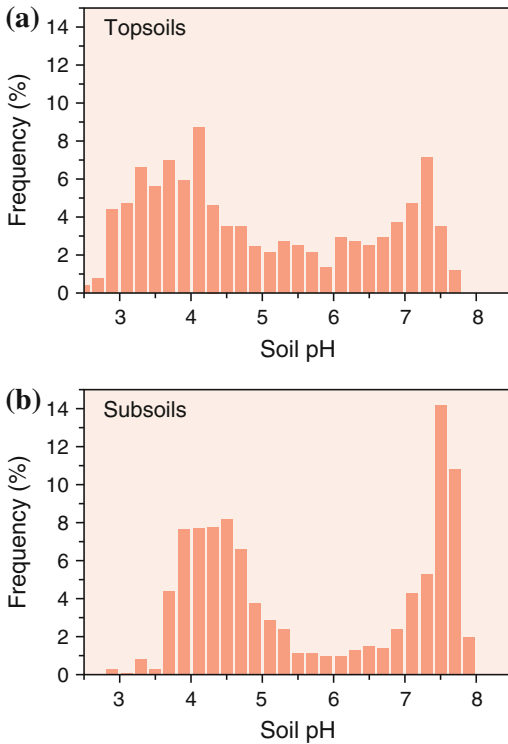 (a)
Topsoils
Frequency (%)
14
12
10
8
6
4
2
0
3 4 5 6 7 8
Soil pH
(b)
Subsoils
Frequency (%)
14
12
10
8
6
4
2
0
3 4 5 6 7 8
Soil pH